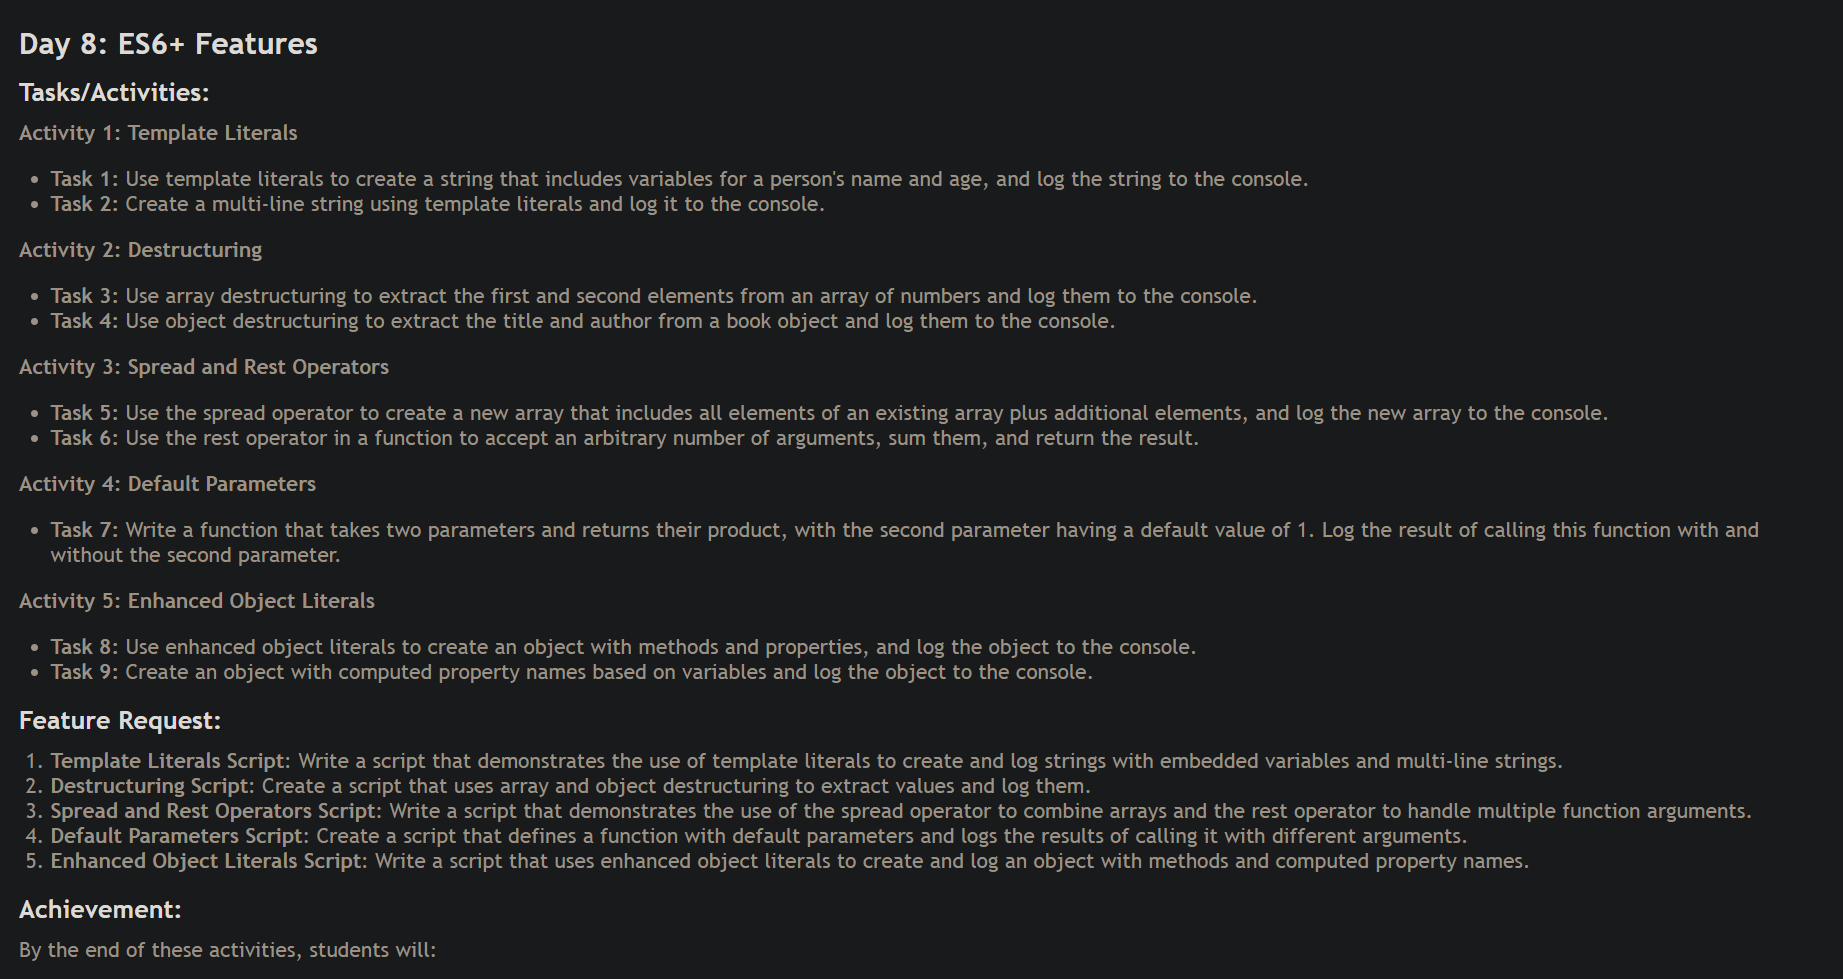 Day 8: ES6+ Features
Tasks/Activities:
Activity 1: Template Literals
• Task 1: Use template literals to create a string that includes variables for a person's name and age, and log the string to the console.
• Task 2: Create a multi-line string using template literals and log it to the console.
Activity 2: Destructuring
• Task 3: Use array destructuring to extract the first and second elements from an array of numbers and log them to the console.
• Task 4: Use object destructuring to extract the title and author from a book object and log them to the console.
Activity 3: Spread and Rest Operators
• Task 5: Use the spread operator to create a new array that includes all elements of an existing array plus additional elements, and log the new array to the console.
• Task 6: Use the rest operator in a function to accept an arbitrary number of arguments, sum them, and return the result.
Activity 4: Default Parameters
• Task 7: Write a function that takes two parameters and returns their product, with the second parameter having a default value of 1. Log the result of calling this function with and
without the second parameter.
Activity 5: Enhanced Object Literals
• Task 8: Use enhanced object literals to create an object with methods and properties, and log the object to the console.
• Task 9: Create an object with computed property names based on variables and log the object to the console.
Feature Request:
1. Template Literals Script: Write a script that demonstrates the use of template literals to create and log strings with embedded variables and multi-line strings.
2. Destructuring Script: Create a script that uses array and object destructuring to extract values and log them.
3. Spread and Rest Operators Script: Write a script that demonstrates the use of the spread operator to combine arrays and the rest operator to handle multiple function arguments.
4. Default Parameters Script: Create a script that defines a function with default parameters and logs the results of calling it with different arguments.
5. Enhanced Object Literals Script: Write a script that uses enhanced object literals to create and log an object with methods and computed property names.
Achievement:
By the end of these activities, students will: